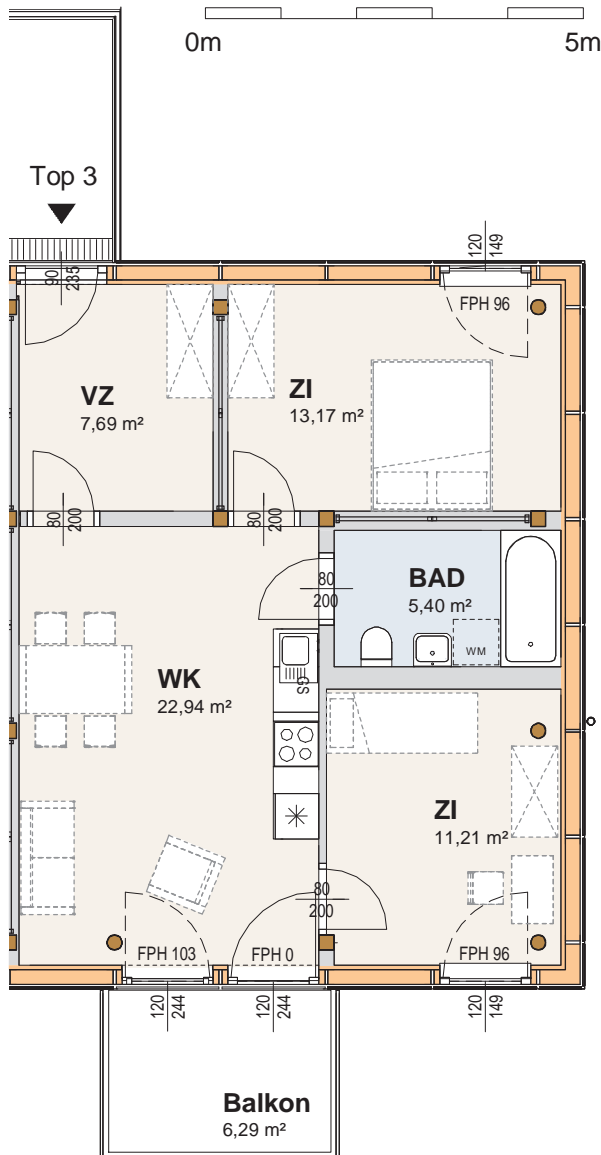 0m
5m
Top 3
90
235
120
149
FPH 96
VZ
7,69 m²
ZI
13,17 m²
80
200
80
200
80
200
BAD
5,40 m²
WM
WK
22,94 m²
GS
ZI
11,21 m²
80
200
FPH 103
FPH 0
FPH 96
120
244
120
244
120
149
Balkon
6,29 m²